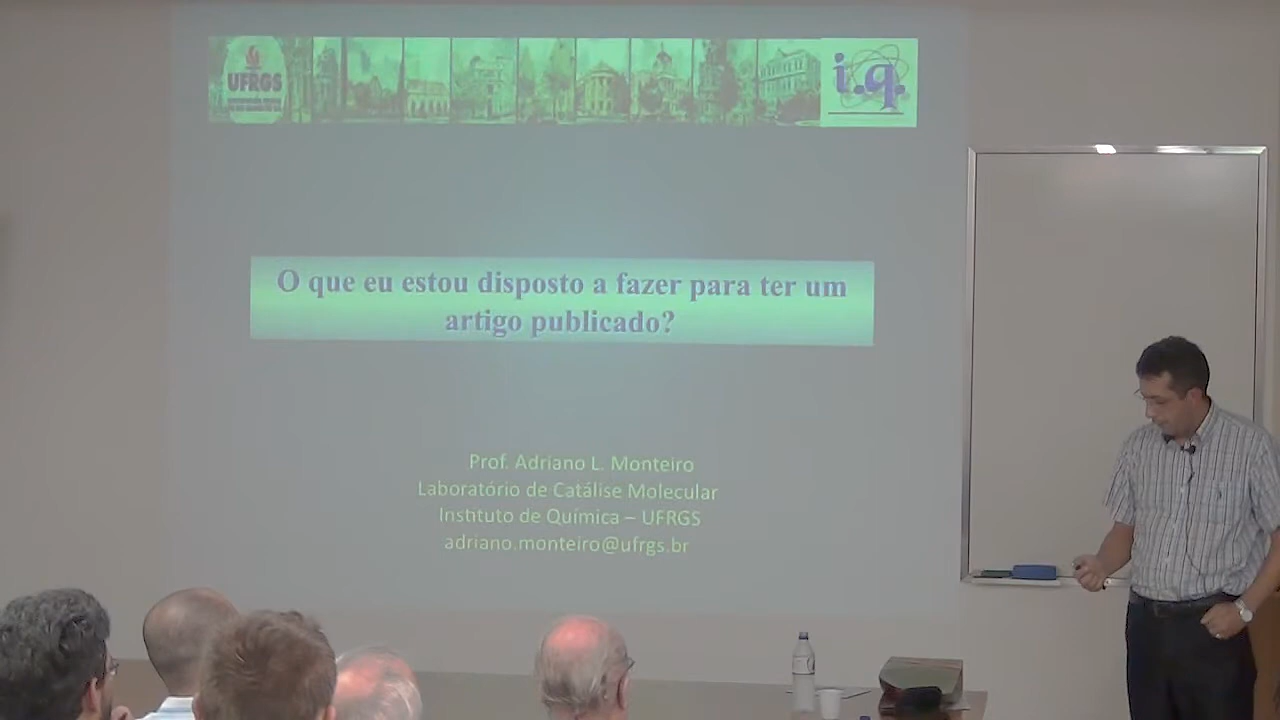 UFRGS
i.q.
O que eu estou disposto a fazer para ter um
artigo publicado?
Prof. Adriano L. Monteiro
Laboratório de Catálise Molecular
Instituto de Química – UFRGS
adriano.monteiro@ufrgs.br